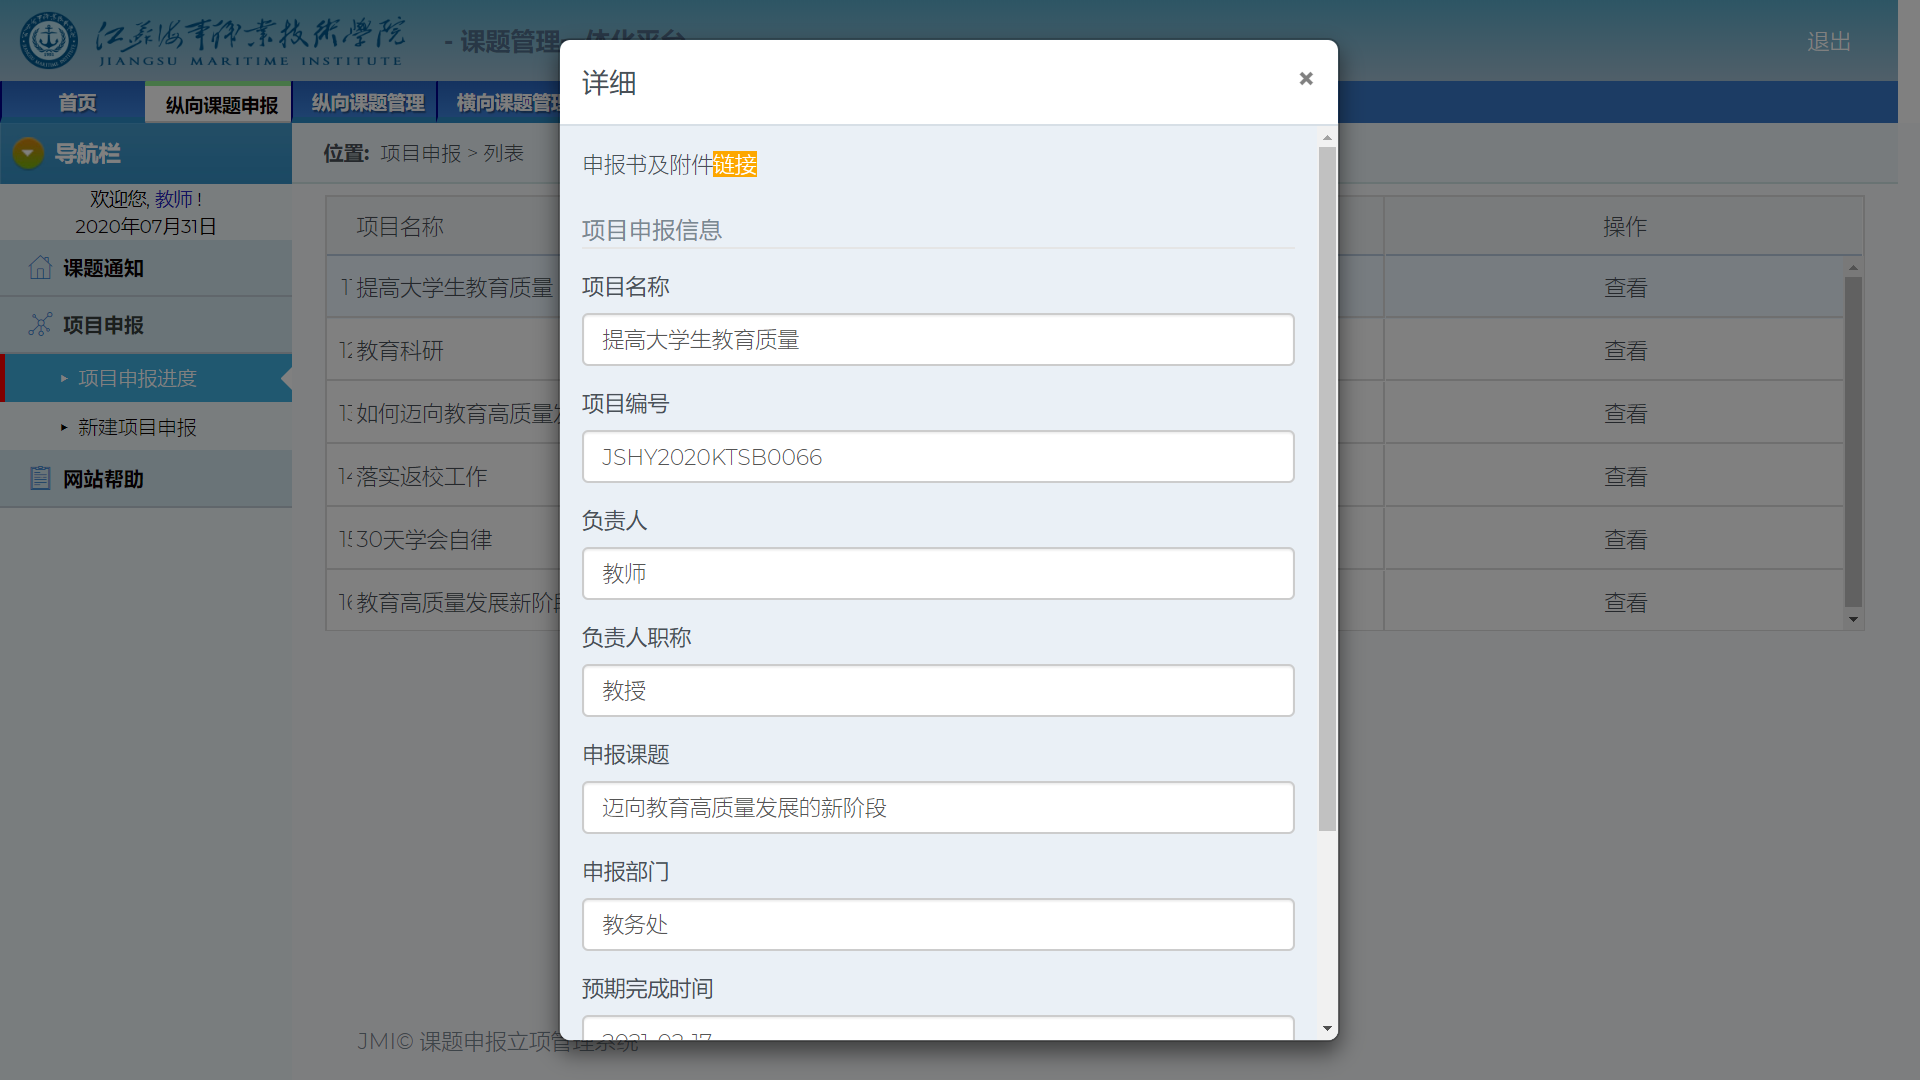 江苏海事职业技术学院
JIANGSU MARITIME INSTITUTE
- 课题管理一体化平台
退出
首页
纵向课题申报
纵向课题管理
横向课题管理
导航栏
欢迎您, 教师 !
2020年07月31日
课题通知
项目申报
项目申报进度
新建项目申报
网站帮助
位置: 项目申报 > 列表
项目名称
操作
提高大学生教育质量
查看
教育科研
查看
如何迈向教育高质量
查看
落实返校工作
查看
30天学会自律
查看
教育高质量发展新阶段
查看
JMI© 课题申报立项管理系统
详细
×
申报书及附件链接
项目申报信息
项目名称
提高大学生教育质量
项目编号
JSHY2020KTSB0066
负责人
教师
负责人职称
教授
申报课题
迈向教育高质量发展的新阶段
申报部门
教务处
预期完成时间
2021-02-17